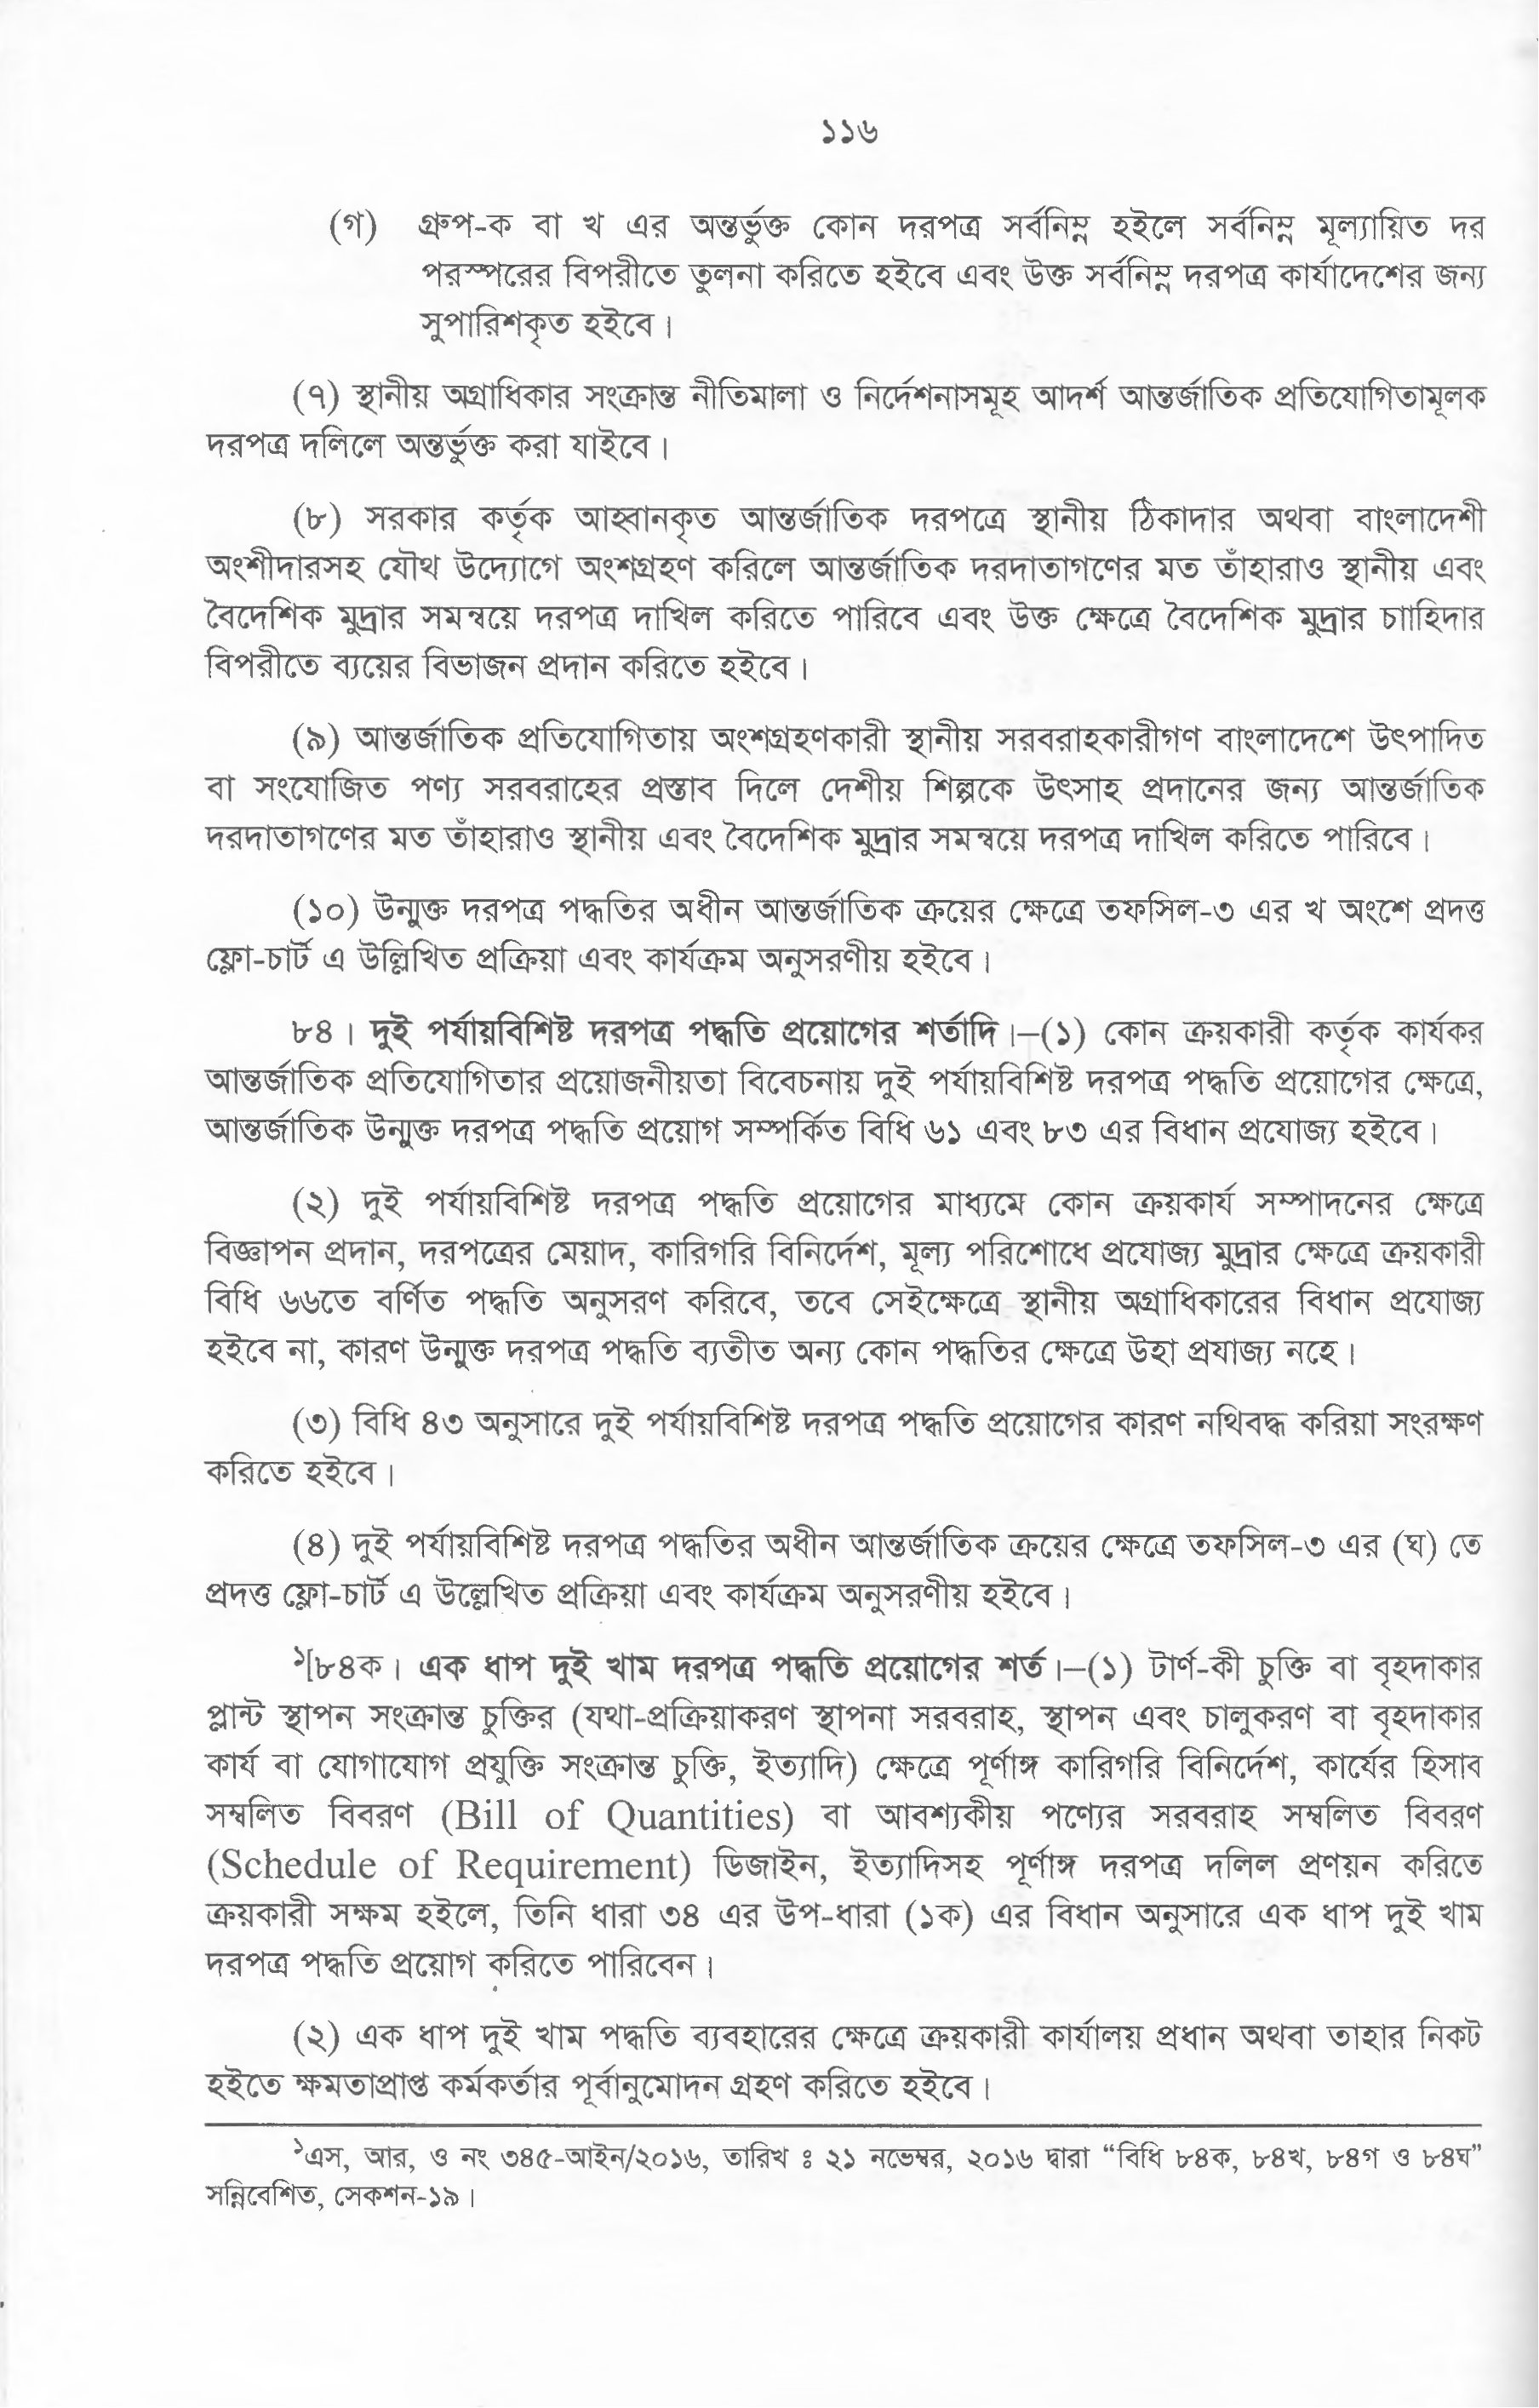 ১১৬
(গ) গ্রুপ-ক বা খ এর অন্তর্ভুক্ত কোন দরপত্র সর্বনিম্ন হইলে সর্বনিম্ন মূল্যায়িত দর
পরস্পরের বিপরীতে তুলনা করিতে হইবে এবং উক্ত সর্বনিম্ন দরপত্র কার্যাদেশের জন্য
সুপারিশকৃত হইবে।
(৭) স্থানীয় অগ্রাধিকার সংক্রান্ত নীতিমালা ও নির্দেশনাসমূহ আদর্শ আন্তর্জাতিক প্রতিযোগিতামূলক
দরপত্র দলিলে অন্তর্ভুক্ত করা যাইবে।
(৮) সরকার কর্তৃক আহ্বানকৃত আন্তর্জাতিক দরপত্রে স্থানীয় ঠিকাদার অথবা বাংলাদেশী
অংশীদারসহ যৌথ উদ্যোগে অংশগ্রহণ করিলে আন্তর্জাতিক দরদাতাগণের মত তাঁহারাও স্থানীয় এবং
বৈদেশিক মুদ্রার সমন্বয়ে দরপত্র দাখিল করিতে পারিবে এবং উক্ত ক্ষেত্রে বৈদেশিক মুদ্রার চাাহিদার
বিপরীতে ব্যয়ের বিভাজন প্রদান করিতে হইবে।
(৯) আন্তর্জাতিক প্রতিযোগিতায় অংশগ্রহণকারী স্থানীয় সরবরাহকারীগণ বাংলাদেশে উৎপাদিত
বা সংযোজিত পণ্য সরবরাহের প্রস্তাব দিলে দেশীয় শিল্পকে উৎসাহ প্রদানের জন্য আন্তর্জাতিক
দরদাতাগণের মত তাঁহারাও স্থানীয় এবং বৈদেশিক মুদ্রার সমন্বয়ে দরপত্র দাখিল করিতে পারিবে।
(১০) উন্মুক্ত দরপত্র পদ্ধতির অধীন আন্তর্জাতিক ক্রয়ের ক্ষেত্রে তফসিল-৩ এর খ অংশে প্রদত্ত
ফ্লো-চার্ট এ উল্লিখিত প্রক্রিয়া এবং কার্যক্রম অনুসরণীয় হইবে।
৮৪। দুই পর্যায়বিশিষ্ট দরপত্র পদ্ধতি প্রয়োগের শর্তাদি।–(১) কোন ক্রয়কারী কর্তৃক কার্যকর
আন্তর্জাতিক প্রতিযোগিতার প্রয়োজনীয়তা বিবেচনায় দুই পর্যায়বিশিষ্ট দরপত্র পদ্ধতি প্রয়োগের ক্ষেত্রে,
আন্তর্জাতিক উন্মুক্ত দরপত্র পদ্ধতি প্রয়োগ সম্পর্কিত বিধি ৬১ এবং ৮৩ এর বিধান প্রযোজ্য হইবে।
(২) দুই পর্যায়বিশিষ্ট দরপত্র পদ্ধতি প্রয়োগের মাধ্যমে কোন ক্রয়কার্য সম্পাদনের ক্ষেত্রে
বিজ্ঞাপন প্রদান, দরপত্রের মেয়াদ, কারিগরি বিনির্দেশ, মূল্য পরিশোধে প্রযোজ্য মুদ্রার ক্ষেত্রে ক্রয়কারী
বিধি ৬৬তে বর্ণিত পদ্ধতি অনুসরণ করিবে, তবে সেইক্ষেত্রে স্থানীয় অগ্রাধিকারের বিধান প্রযোজ্য
হইবে না, কারণ উন্মুক্ত দরপত্র পদ্ধতি ব্যতীত অন্য কোন পদ্ধতির ক্ষেত্রে উহা প্রযাজ্য নহে।
(৩) বিধি ৪৩ অনুসারে দুই পর্যায়বিশিষ্ট দরপত্র পদ্ধতি প্রয়োগের কারণ নথিবদ্ধ করিয়া সংরক্ষণ
করিতে হইবে।
(৪) দুই পর্যায়বিশিষ্ট দরপত্র পদ্ধতির অধীন আন্তর্জাতিক ক্রয়ের ক্ষেত্রে তফসিল-৩ এর (ঘ) তে
প্রদত্ত ফ্লো-চার্ট এ উল্লেখিত প্রক্রিয়া এবং কার্যক্রম অনুসরণীয় হইবে।
১[৮৪ক। এক ধাপ দুই খাম দরপত্র পদ্ধতি প্রয়োগের শর্ত।–(১) টার্ণ-কী চুক্তি বা বৃহদাকার
প্লান্ট স্থাপন সংক্রান্ত চুক্তির (যথা-প্রক্রিয়াকরণ স্থাপনা সরবরাহ, স্থাপন এবং চালুকরণ বা বৃহদাকার
কার্য বা যোগাযোগ প্রযুক্তি সংক্রান্ত চুক্তি, ইত্যাদি) ক্ষেত্রে পূর্ণাঙ্গ কারিগরি বিনির্দেশ, কার্যের হিসাব
সম্বলিত বিবরণ (Bill of Quantities) বা আবশ্যকীয় পণ্যের সরবরাহ সম্বলিত বিবরণ
(Schedule of Requirement) ডিজাইন, ইত্যাদিসহ পূর্ণাঙ্গ দরপত্র দলিল প্রণয়ন করিতে
ক্রয়কারী সক্ষম হইলে, তিনি ধারা ৩৪ এর উপ-ধারা (১ক) এর বিধান অনুসারে এক ধাপ দুই খাম
দরপত্র পদ্ধতি প্রয়োগ করিতে পারিবেন।
(২) এক ধাপ দুই খাম পদ্ধতি ব্যবহারের ক্ষেত্রে ক্রয়কারী কার্যালয় প্রধান অথবা তাহার নিকট
হইতে ক্ষমতাপ্রাপ্ত কর্মকর্তার পূর্বানুমোদন গ্রহণ করিতে হইবে।
১এস, আর, ও নং ৩৪৫-আইন/২০১৬, তারিখ ঃ ২১ নভেম্বর, ২০১৬ দ্বারা “বিধি ৮৪ক, ৮৪খ, ৮৪গ ও ৮৪ঘ”
সন্নিবেশিত, সেকশন-১৯।